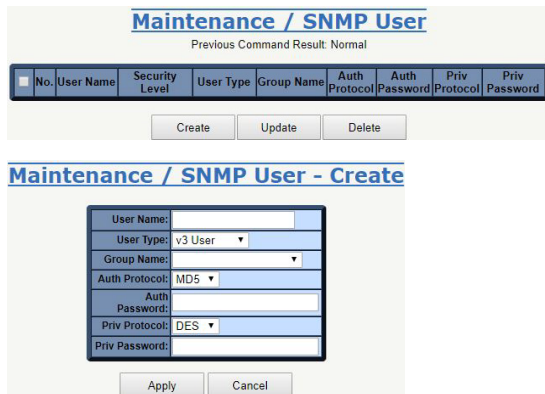 Maintenance / SNMP User
Previous Command Result: Normal
No. User Name Security Level User Type Group Name Auth Protocol Auth Password Priv Protocol Priv Password
Create Update Delete
Maintenance / SNMP User - Create
User Name:
User Type: v3 User
Group Name:
Auth Protocol: MD5
Auth Password:
Priv Protocol: DES
Priv Password:
Apply Cancel